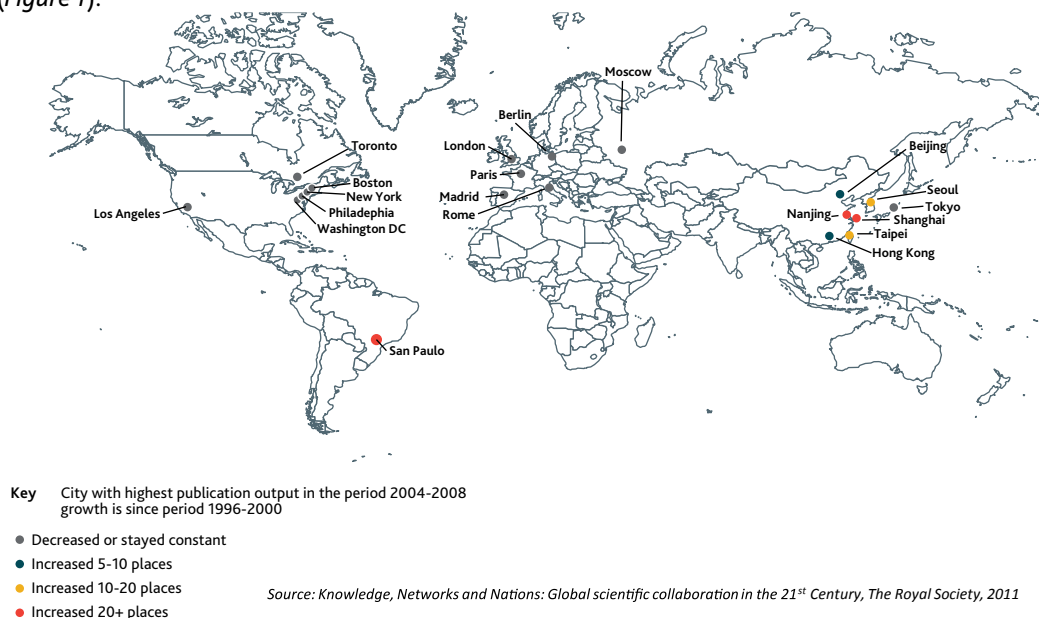 (Figure 1).
Moscow
Berlin
London
Paris
Madrid
Rome
Toronto
Boston
New York
Philadephia
Washington DC
Los Angeles
Beijing
Seoul
Tokyo
Nanjing
Shanghai
Taipei
Hong Kong
San Paulo
Key City with highest publication output in the period 2004-2008
growth is since period 1996-2000
Decreased or stayed constant
Increased 5-10 places
Increased 10-20 places
Increased 20+ places
Source: Knowledge, Networks and Nations: Global scientific collaboration in the 21st Century, The Royal Society, 2011